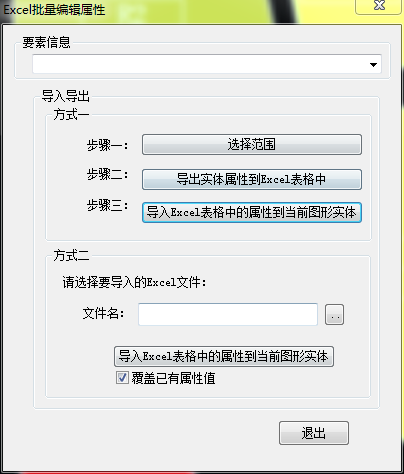 Excel批量编辑属性
要素信息
导入导出
方式一
步骤一： 选择范围
步骤二： 导出实体属性到Excel表格中
步骤三： 导入Excel表格中的属性到当前图形实体
方式二
请选择要导入的Excel文件：
文件名： ..
导入Excel表格中的属性到当前图形实体
覆盖已有属性值
退出